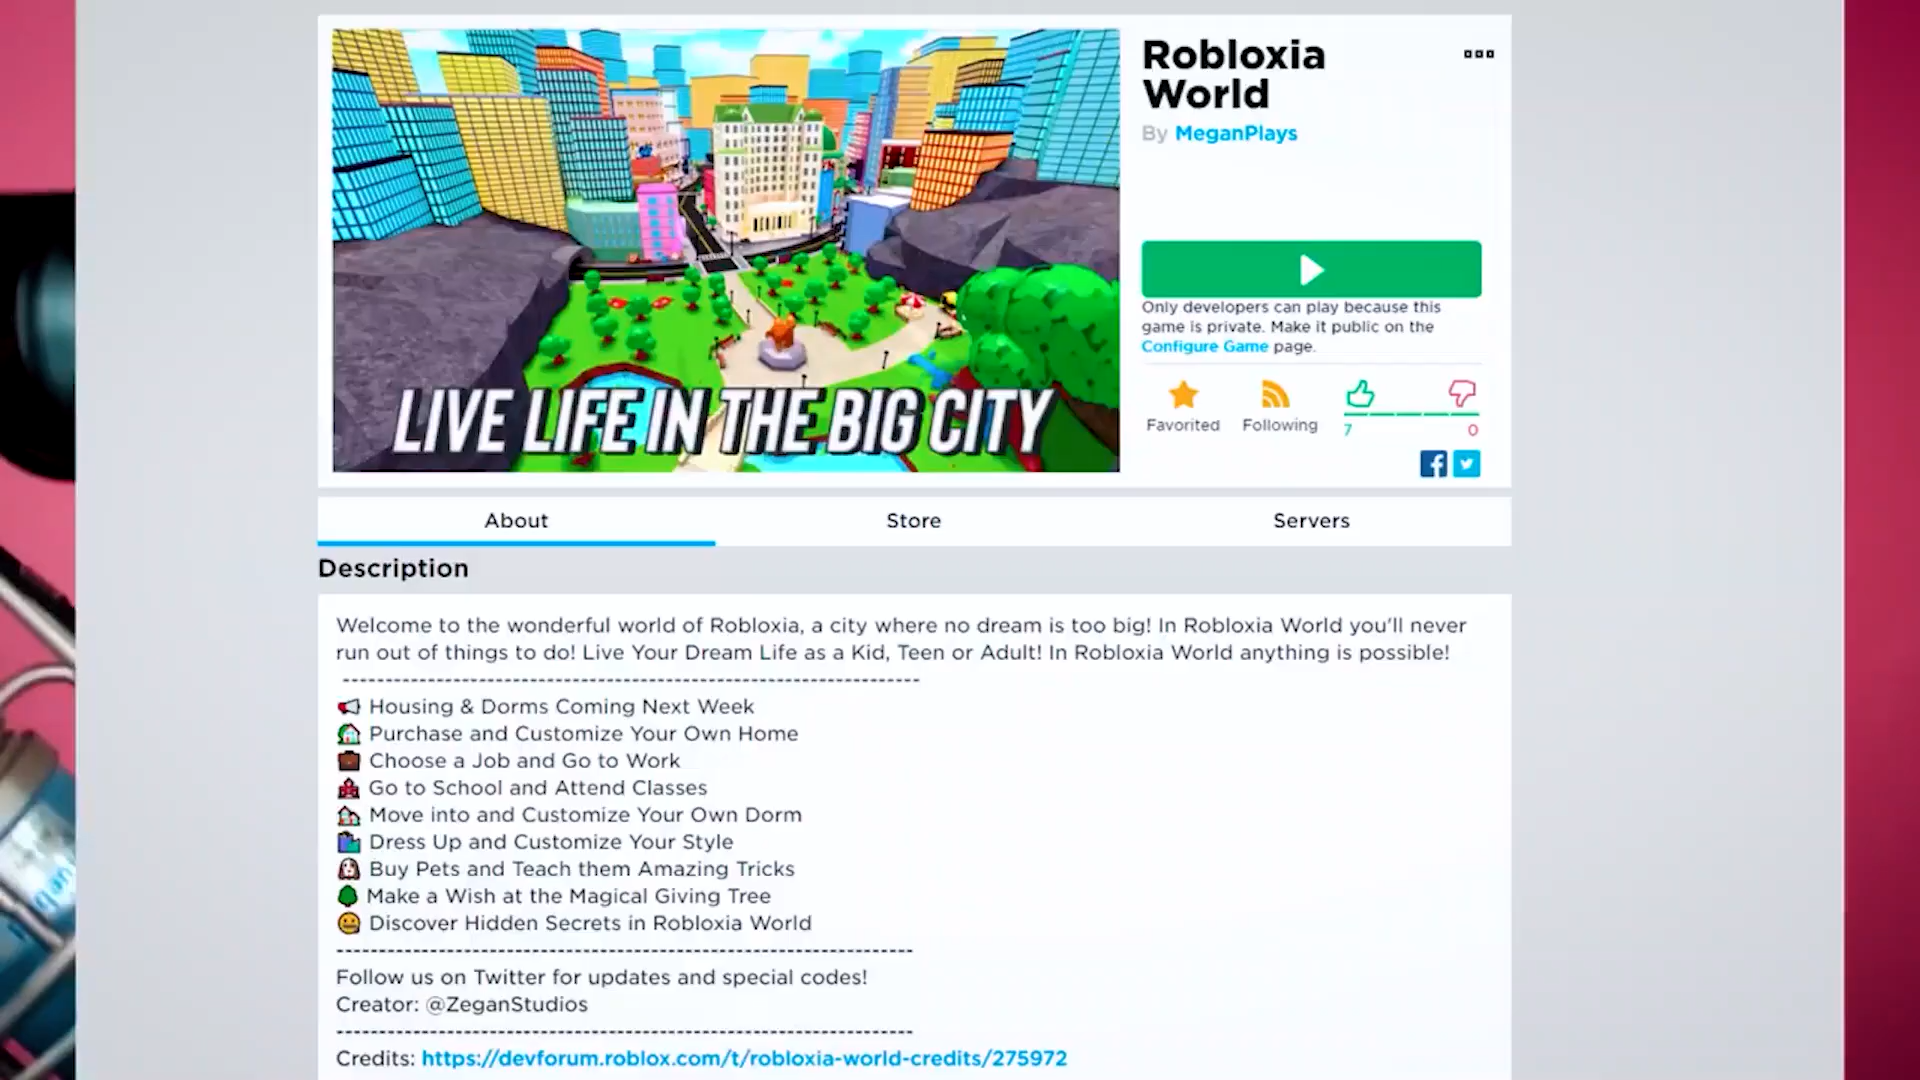 Robloxia
World
By MeganPlays
Only developers can play because this
game is private. Make it public on the
Configure Game page.
Favorited
Following
7
0
LIVE LIFE IN THE BIG CITY
About
Store
Servers
Description
Welcome to the wonderful world of Robloxia, a city where no dream is too big! In Robloxia World you'll never
run out of things to do! Live Your Dream Life as a Kid, Teen or Adult! In Robloxia World anything is possible!
--------------------------------------------------------------------
📢 Housing & Dorms Coming Next Week
🏡 Purchase and Customize Your Own Home
💼 Choose a Job and Go to Work
🏫 Go to School and Attend Classes
🏠 Move into and Customize Your Own Dorm
🛍 Dress Up and Customize Your Style
🐶 Buy Pets and Teach them Amazing Tricks
🌳 Make a Wish at the Magical Giving Tree
🤐 Discover Hidden Secrets in Robloxia World
--------------------------------------------------------------------
Follow us on Twitter for updates and special codes!
Creator: @ZeganStudios
--------------------------------------------------------------------
Credits: https://devforum.roblox.com/t/robloxia-world-credits/275972